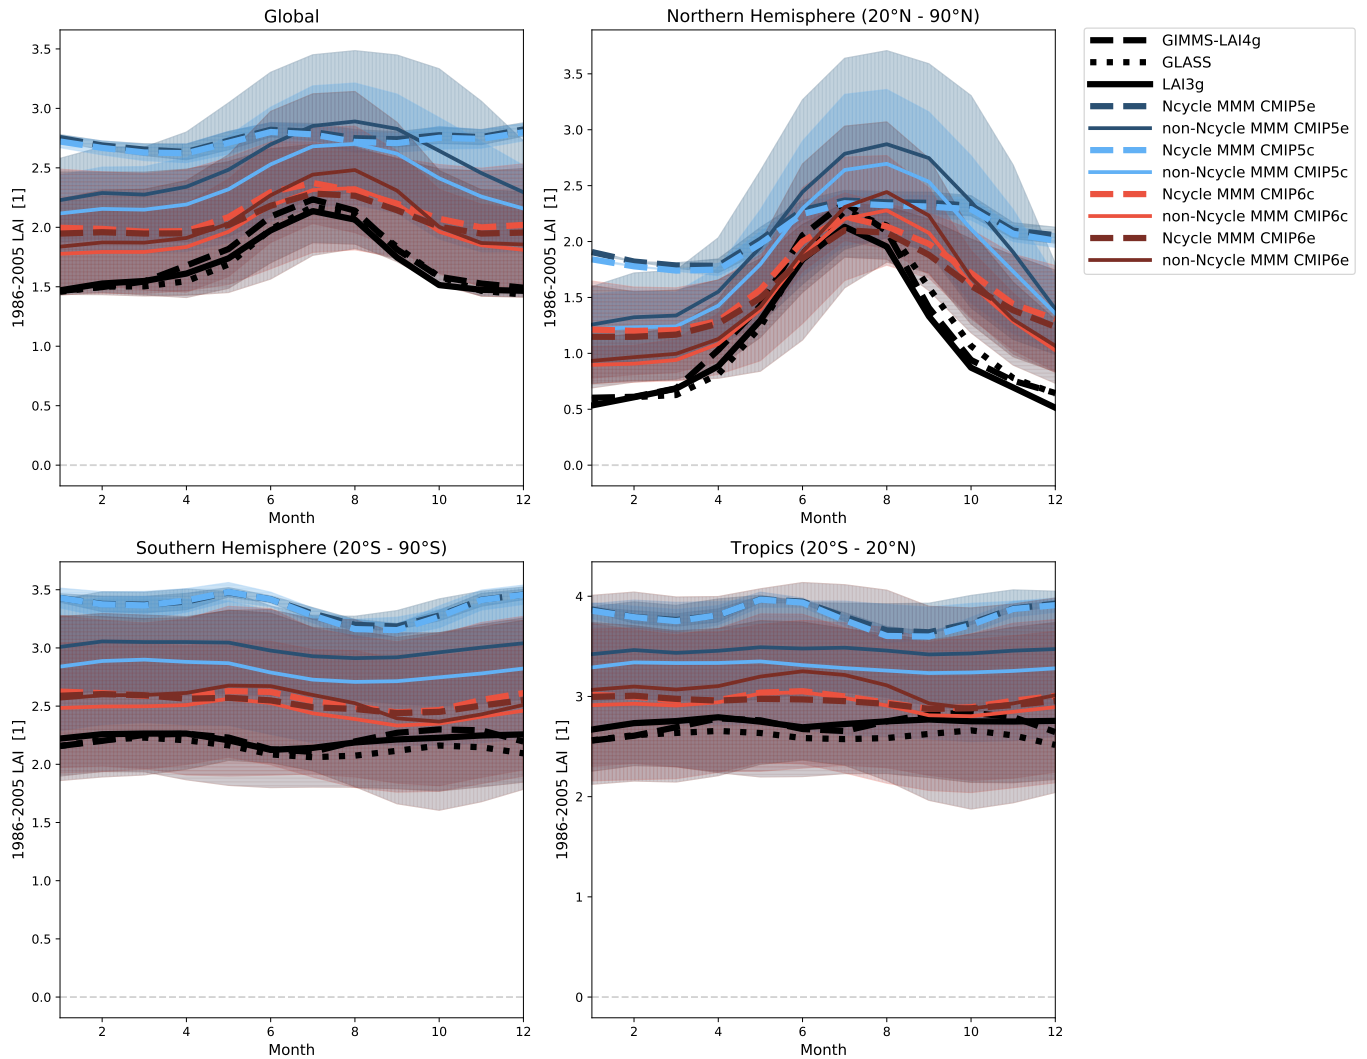 Global
3.5
3.0
2.5
2.0
1.5
1.0
0.5
0.0
1986-2005 LAI [1]
2 4 6 8 10 12
Month
Northern Hemisphere (20°N - 90°N)
3.5
3.0
2.5
2.0
1.5
1.0
0.5
0.0
1986-2005 LAI [1]
2 4 6 8 10 12
Month
GIMMS-LAI4g
GLASS
LAI3g
Ncycle MMM CMIP5e
non-Ncycle MMM CMIP5e
Ncycle MMM CMIP5c
non-Ncycle MMM CMIP5c
Ncycle MMM CMIP6c
non-Ncycle MMM CMIP6c
Ncycle MMM CMIP6e
non-Ncycle MMM CMIP6e
Southern Hemisphere (20°S - 90°S)
3.5
3.0
2.5
2.0
1.5
1.0
0.5
0.0
1986-2005 LAI [1]
2 4 6 8 10 12
Month
Tropics (20°S - 20°N)
4
3
2
1
0
1986-2005 LAI [1]
2 4 6 8 10 12
Month